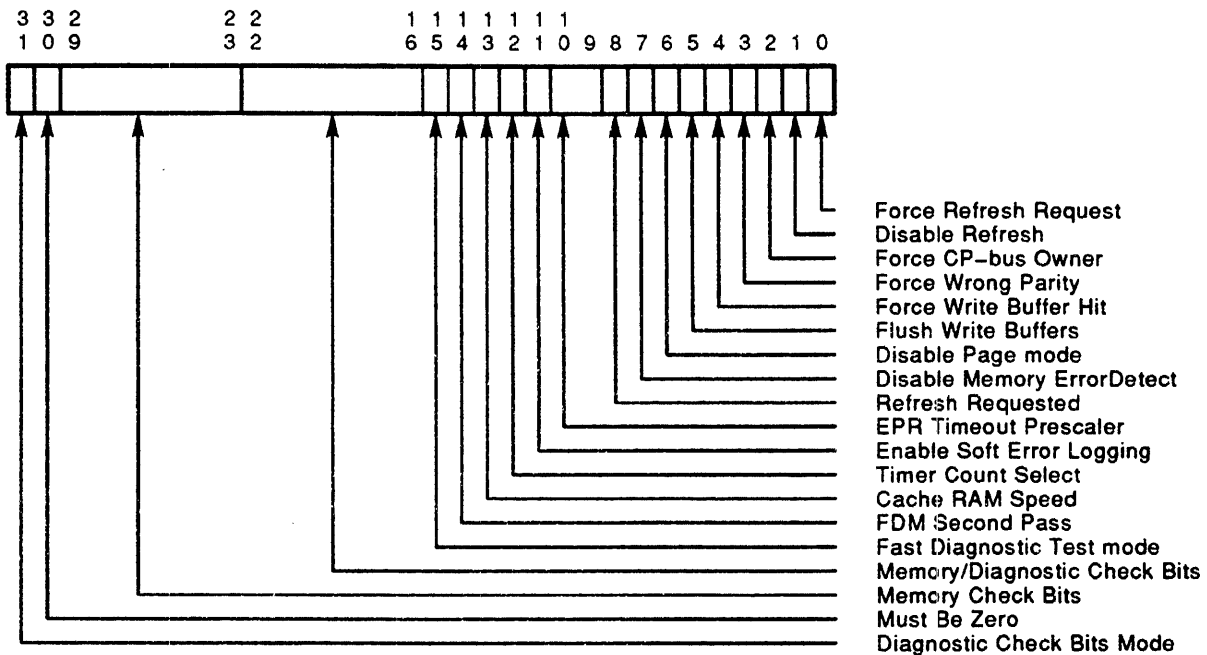 3 3 2 2 2 1 1 1 1 1 1 1
1 0 9 3 2 6 5 4 3 2 1 0 9 8 7 6 5 4 3 2 1 0
Force Refresh Request
Disable Refresh
Force CP-bus Owner
Force Wrong Parity
Force Write Buffer Hit
Flush Write Buffers
Disable Page mode
Disable Memory ErrorDetect
Refresh Requested
EPR Timeout Prescaler
Enable Soft Error Logging
Timer Count Select
Cache RAM Speed
FDM Second Pass
Fast Diagnostic Test mode
Memory/Diagnostic Check Bits
Memory Check Bits
Must Be Zero
Diagnostic Check Bits Mode